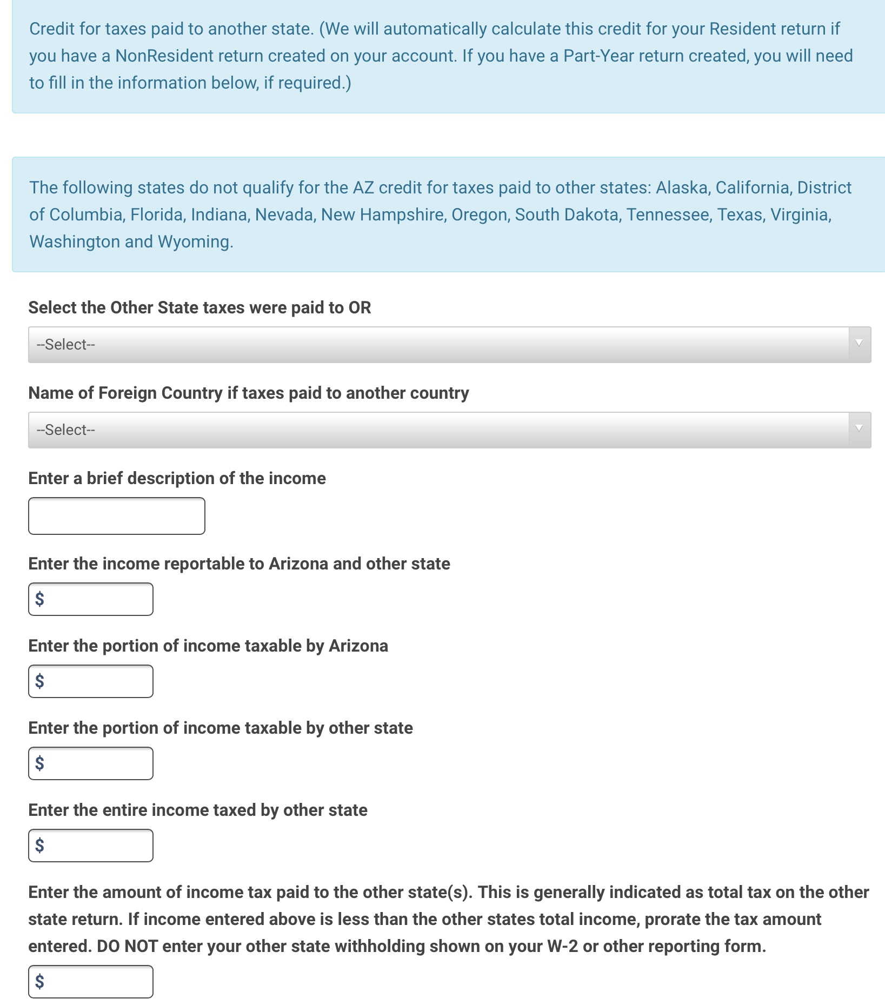 Credit for taxes paid to another state. (We will automatically calculate this credit for your Resident return if
you have a NonResident return created on your account. If you have a Part-Year return created, you will need
to fill in the information below, if required.)
The following states do not qualify for the AZ credit for taxes paid to other states: Alaska, California, District
of Columbia, Florida, Indiana, Nevada, New Hampshire, Oregon, South Dakota, Tennessee, Texas, Virginia,
Washington and Wyoming.
Select the Other State taxes were paid to OR
--Select--
Name of Foreign Country if taxes paid to another country
--Select--
Enter a brief description of the income
Enter the income reportable to Arizona and other state
$
Enter the portion of income taxable by Arizona
$
Enter the portion of income taxable by other state
$
Enter the entire income taxed by other state
$
Enter the amount of income tax paid to the other state(s). This is generally indicated as total tax on the other
state return. If income entered above is less than the other states total income, prorate the tax amount
entered. DO NOT enter your other state withholding shown on your W-2 or other reporting form.
$